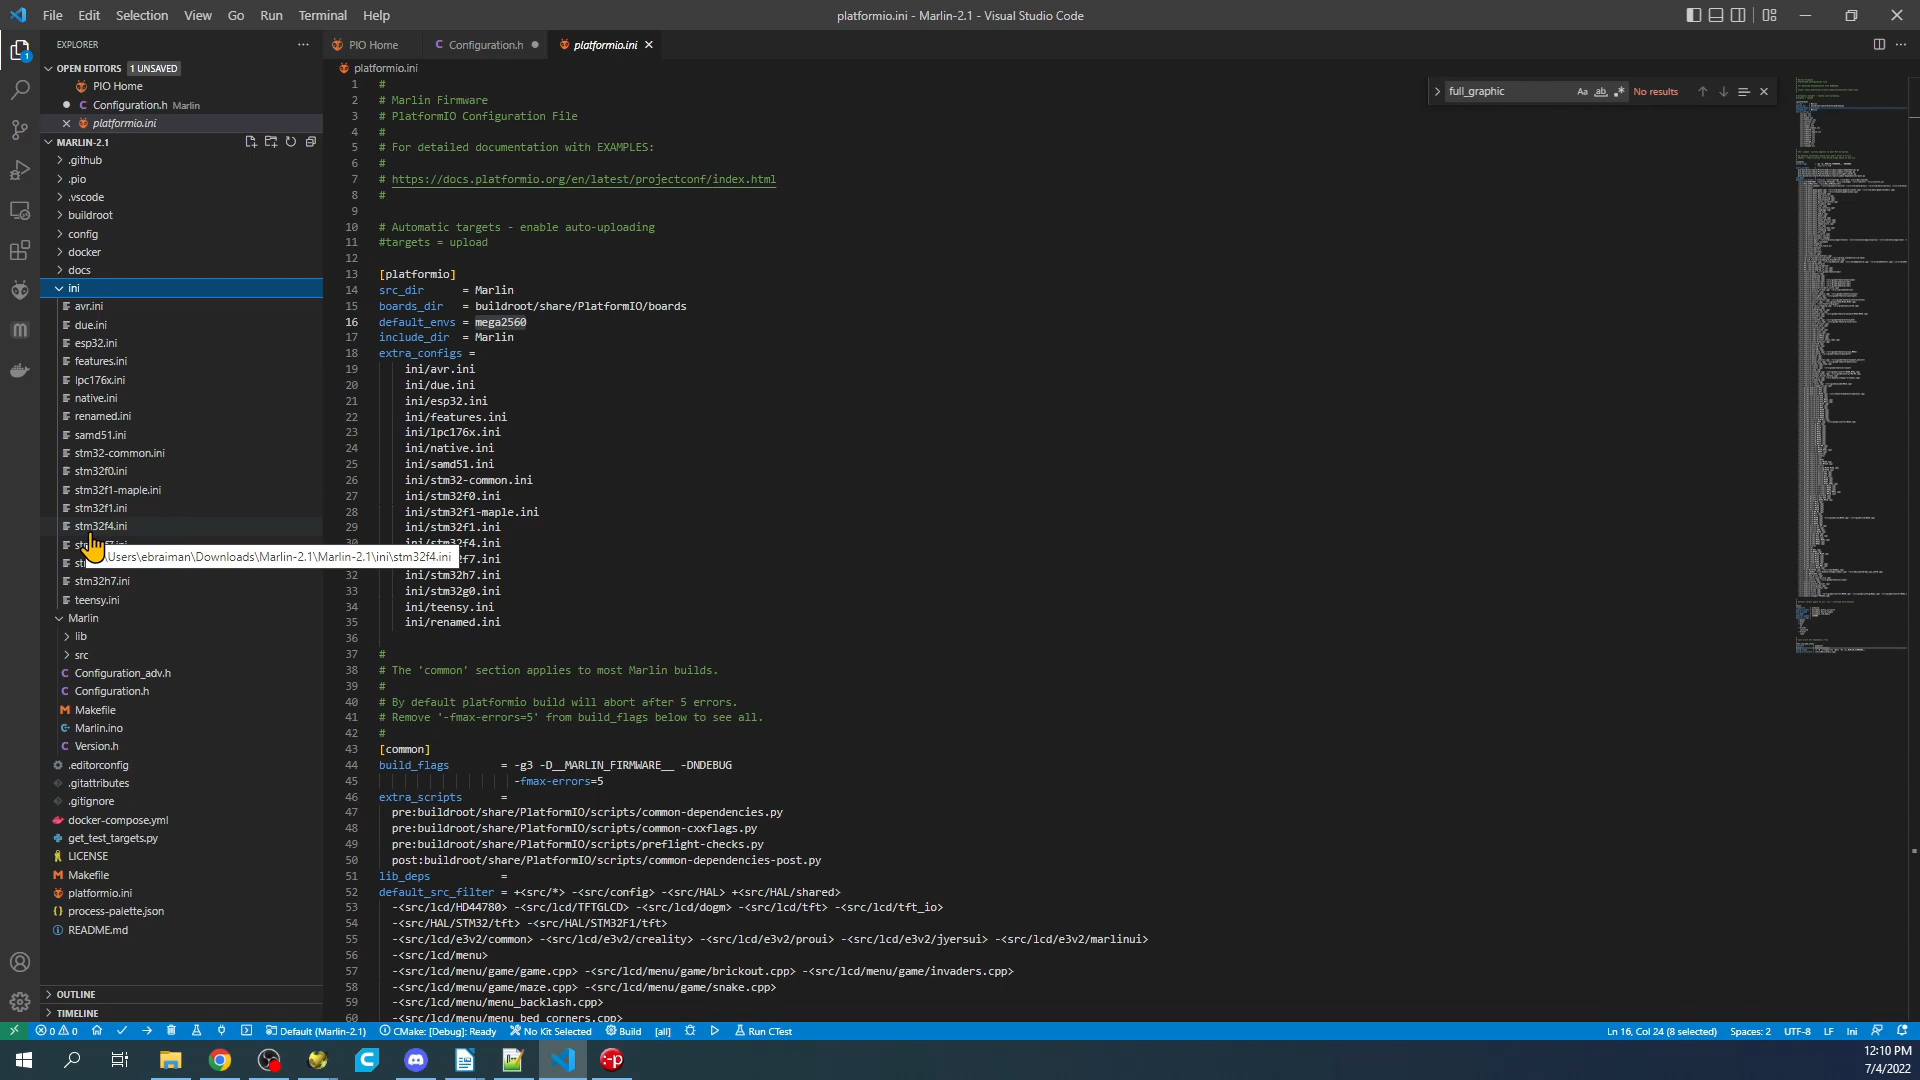 File Edit Selection View Go Run Terminal Help
platformio.ini - Marlin-2.1 - Visual Studio Code
EXPLORER
OPEN EDITORS 1 UNSAVED
PIO Home
Configuration.h Marlin
platformio.ini
MARLIN-2.1
.github
.pio
.vscode
buildroot
config
docker
docs
ini
avr.ini
due.ini
esp32.ini
features.ini
lpc176x.ini
native.ini
renamed.ini
samd51.ini
stm32-common.ini
stm32f0.ini
stm32f1-maple.ini
stm32f1.ini
stm32f4.ini
\Users\ebraiman\Downloads\Marlin-2.1\Marlin-2.1\ini\stm32f4.ini
stm32h7.ini
teensy.ini
Marlin
lib
src
Configuration_adv.h
Configuration.h
Makefile
Marlin.ino
Version.h
.editorconfig
.gitattributes
.gitignore
docker-compose.yml
get_test_targets.py
LICENSE
Makefile
platformio.ini
process-palette.json
README.md
OUTLINE
TIMELINE
PIO Home Configuration.h platformio.ini
platformio.ini
full_graphic Aa ab No results
1 #
2 # Marlin Firmware
3 # PlatformIO Configuration File
4 #
5 # For detailed documentation with EXAMPLES:
6 #
7 # https://docs.platformio.org/en/latest/projectconf/index.html
8 #
9
10 # Automatic targets - enable auto-uploading
11 #targets = upload
12
13 [platformio]
14 src_dir = Marlin
15 boards_dir = buildroot/share/PlatformIO/boards
16 default_envs = mega2560
17 include_dir = Marlin
18 extra_configs =
19 ini/avr.ini
20 ini/due.ini
21 ini/esp32.ini
22 ini/features.ini
23 ini/lpc176x.ini
24 ini/native.ini
25 ini/samd51.ini
26 ini/stm32-common.ini
27 ini/stm32f0.ini
28 ini/stm32f1-maple.ini
29 ini/stm32f1.ini
30 ini/stm32f4.ini
f7.ini
32 ini/stm32h7.ini
33 ini/stm32g0.ini
34 ini/teensy.ini
35 ini/renamed.ini
36
37 #
38 # The 'common' section applies to most Marlin builds.
39 #
40 # By default platformio build will abort after 5 errors.
41 # Remove '-fmax-errors=5' from build_flags below to see all.
42 #
43 [common]
44 build_flags = -g3 -D__MARLIN_FIRMWARE__ -DNDEBUG
45 -fmax-errors=5
46 extra_scripts =
47 pre:buildroot/share/PlatformIO/scripts/common-dependencies.py
48 pre:buildroot/share/PlatformIO/scripts/common-cxxflags.py
49 pre:buildroot/share/PlatformIO/scripts/preflight-checks.py
50 post:buildroot/share/PlatformIO/scripts/common-dependencies-post.py
51 lib_deps =
52 default_src_filter = +<src/*> -<src/config> -<src/HAL> +<src/HAL/shared>
53 -<src/lcd/HD44780> -<src/lcd/TFTGLCD> -<src/lcd/dogm> -<src/lcd/tft> -<src/lcd/tft_io>
54 -<src/HAL/STM32/tft> -<src/HAL/STM32F1/tft>
55 -<src/lcd/e3v2/common> -<src/lcd/e3v2/creality> -<src/lcd/e3v2/proui> -<src/lcd/e3v2/jyersui> -<src/lcd/e3v2/marlinui>
56 -<src/lcd/menu>
57 -<src/lcd/menu/game/game.cpp> -<src/lcd/menu/game/brickout.cpp> -<src/lcd/menu/game/invaders.cpp>
58 -<src/lcd/menu/game/maze.cpp> -<src/lcd/menu/game/snake.cpp>
59 -<src/lcd/menu/menu_backlash.cpp>
60 -<src/lcd/menu/menu_bed_corners.cpp>
0 0 Default (Marlin-2.1) CMake: [Debug]: Ready No Kit Selected Build [all] Run CTest
Ln 16, Col 24 (8 selected) Spaces: 2 UTF-8 LF Ini
12:10 PM
7/4/2022